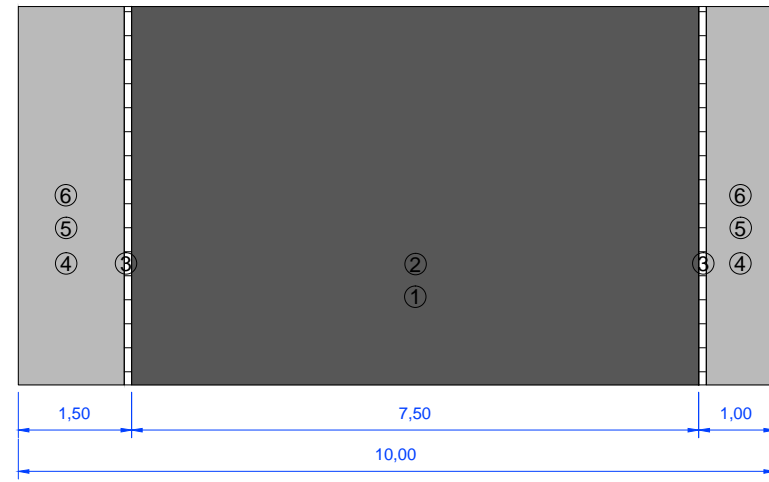 ⑥ ⑥
⑤ ⑤
④ ③ ② ③ ④
①
1,50 7,50 1,00
10,00